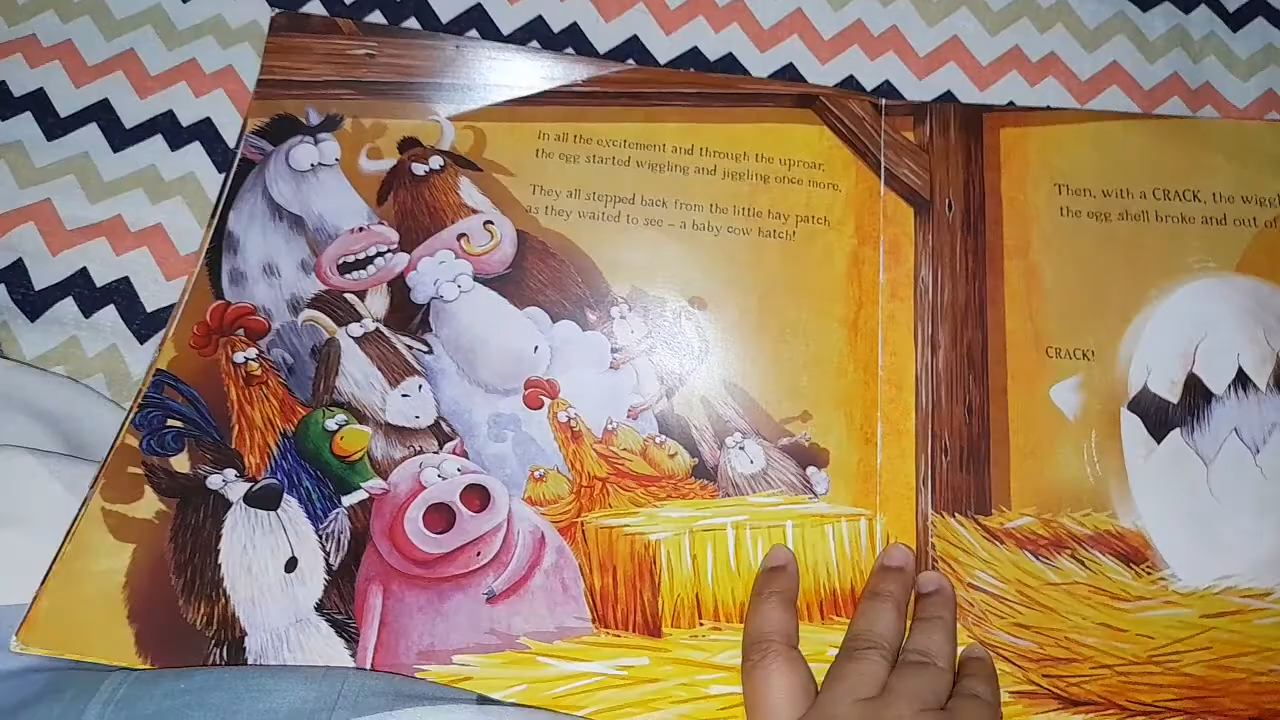 In all the excitement and through the uproar,
the egg started wiggling and jiggling once more.
They all stepped back from the little hay patch
as they waited to see – a baby cow hatch!
Then, with a CRACK, the
the egg shell broke and out
CRACK!